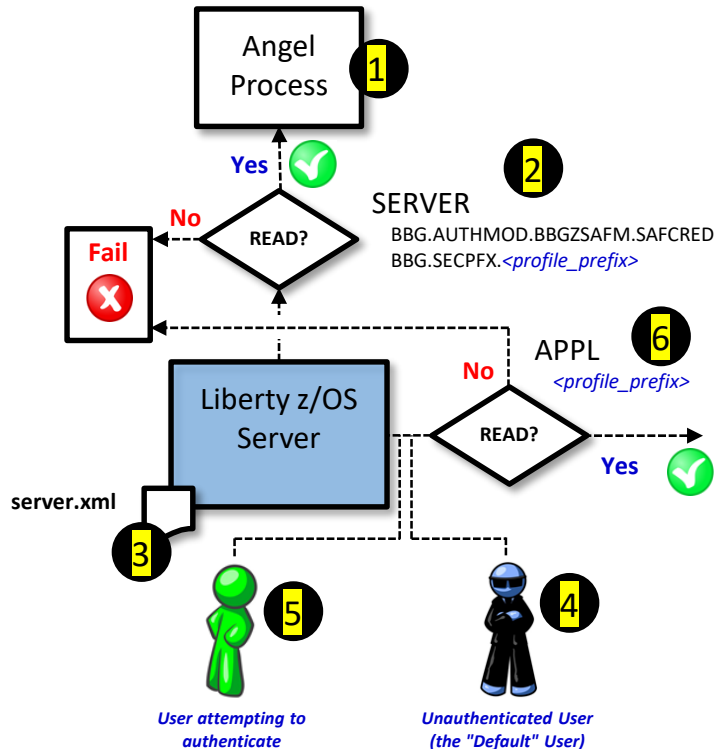 Angel
Process
1
Yes
2
SERVER
No
READ?
BBG.AUTHMOD.BBGZSAFM.SAFCRED
BBG.SECPFX.<profile_prefix>
Fail
X
6
APPL
No
<profile_prefix>
Liberty z/OS
Server
READ?
Yes
server.xml
3
5
4
User attempting to
authenticate
Unauthenticated User
(the "Default" User)